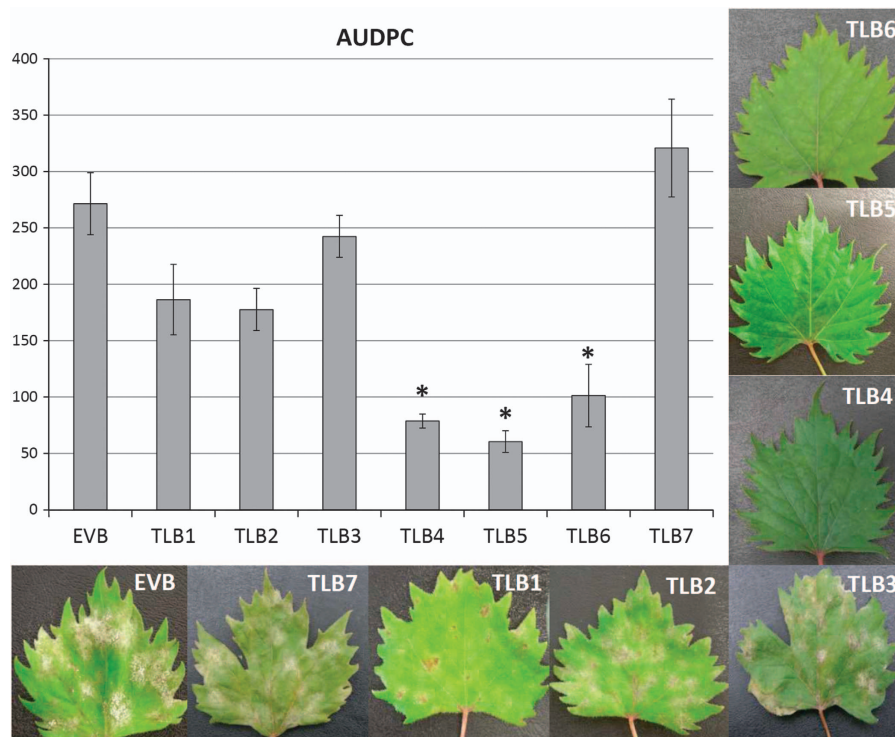 AUDPC
400
350
300
250
200
150
100
50
0
* * *
EVB TLB1 TLB2 TLB3 TLB4 TLB5 TLB6 TLB7
TLB6
TLB5
TLB4
EVB TLB7 TLB1 TLB2 TLB3